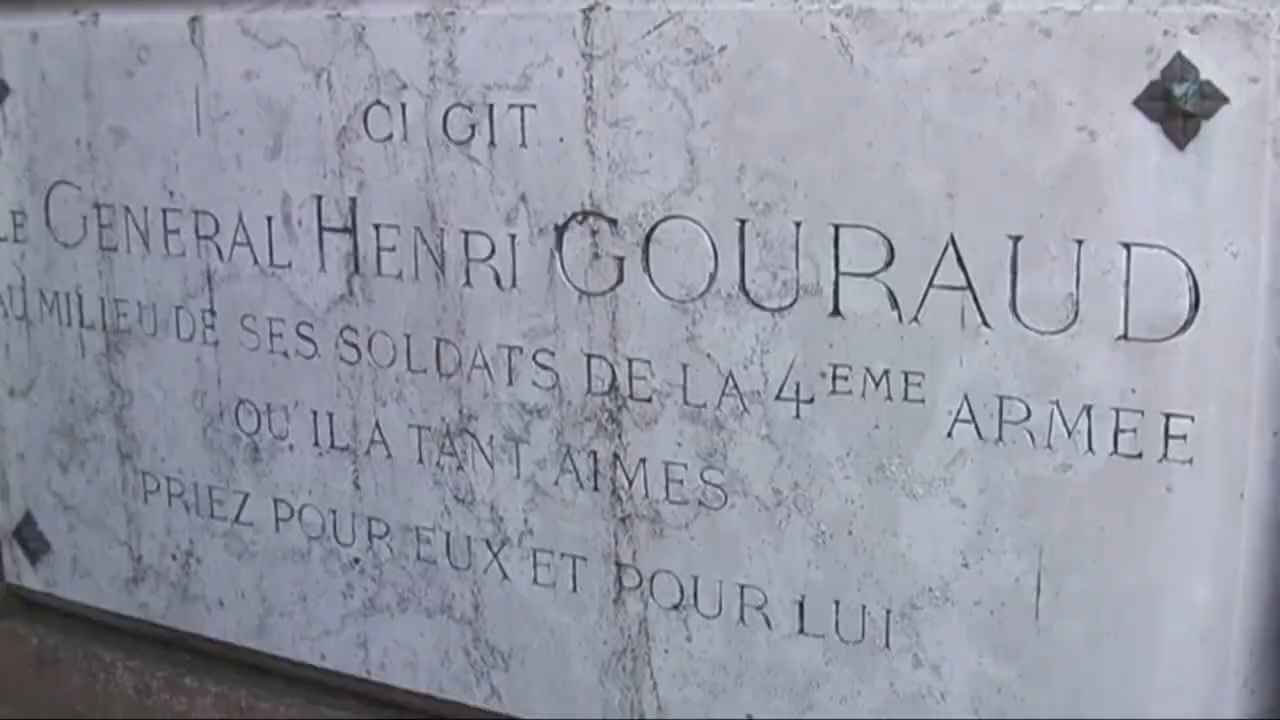 CI GIT
LE GÉNÉRAL HENRI GOURAUD
AU MILIEU DE SES SOLDATS DE LA 4EME ARMÉE
QU'IL A TANT AIMES
PRIEZ POUR EUX ET POUR LUI